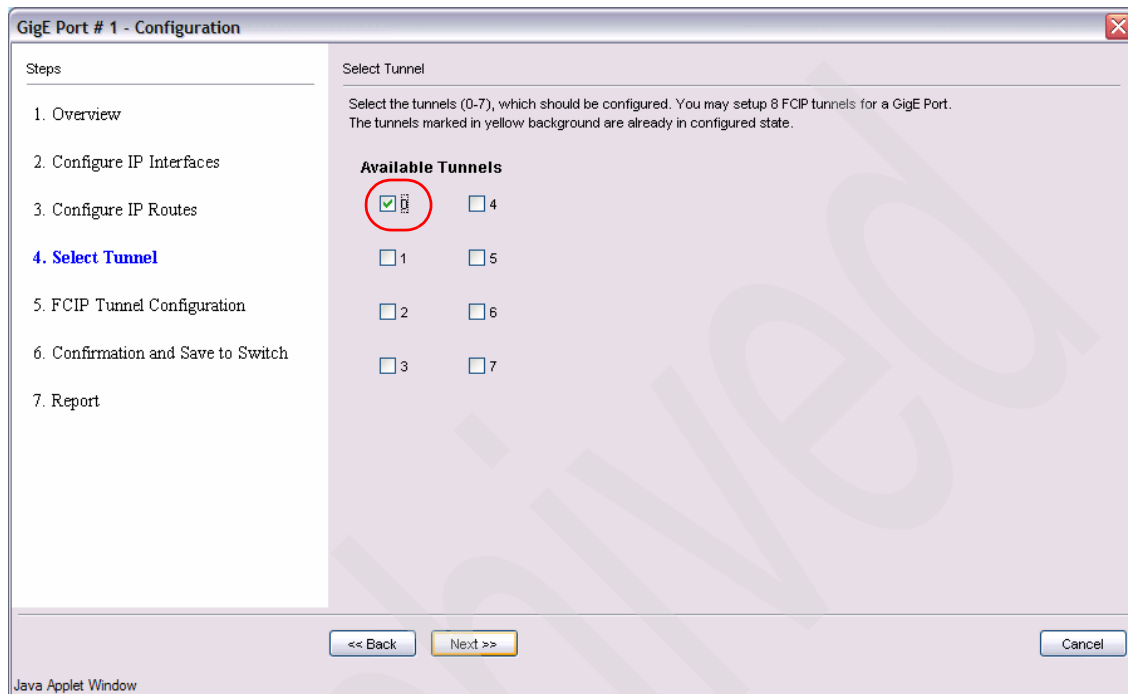 GigE Port # 1 - Configuration
Steps
1. Overview
2. Configure IP Interfaces
3. Configure IP Routes
4. Select Tunnel
5. FCIP Tunnel Configuration
6. Confirmation and Save to Switch
7. Report
Select Tunnel
Select the tunnels (0-7), which should be configured. You may setup 8 FCIP tunnels for a GigE Port.
The tunnels marked in yellow background are already in configured state.
Available Tunnels
0 4
1 5
2 6
3 7
<< Back Next >> Cancel
Java Applet Window
hived